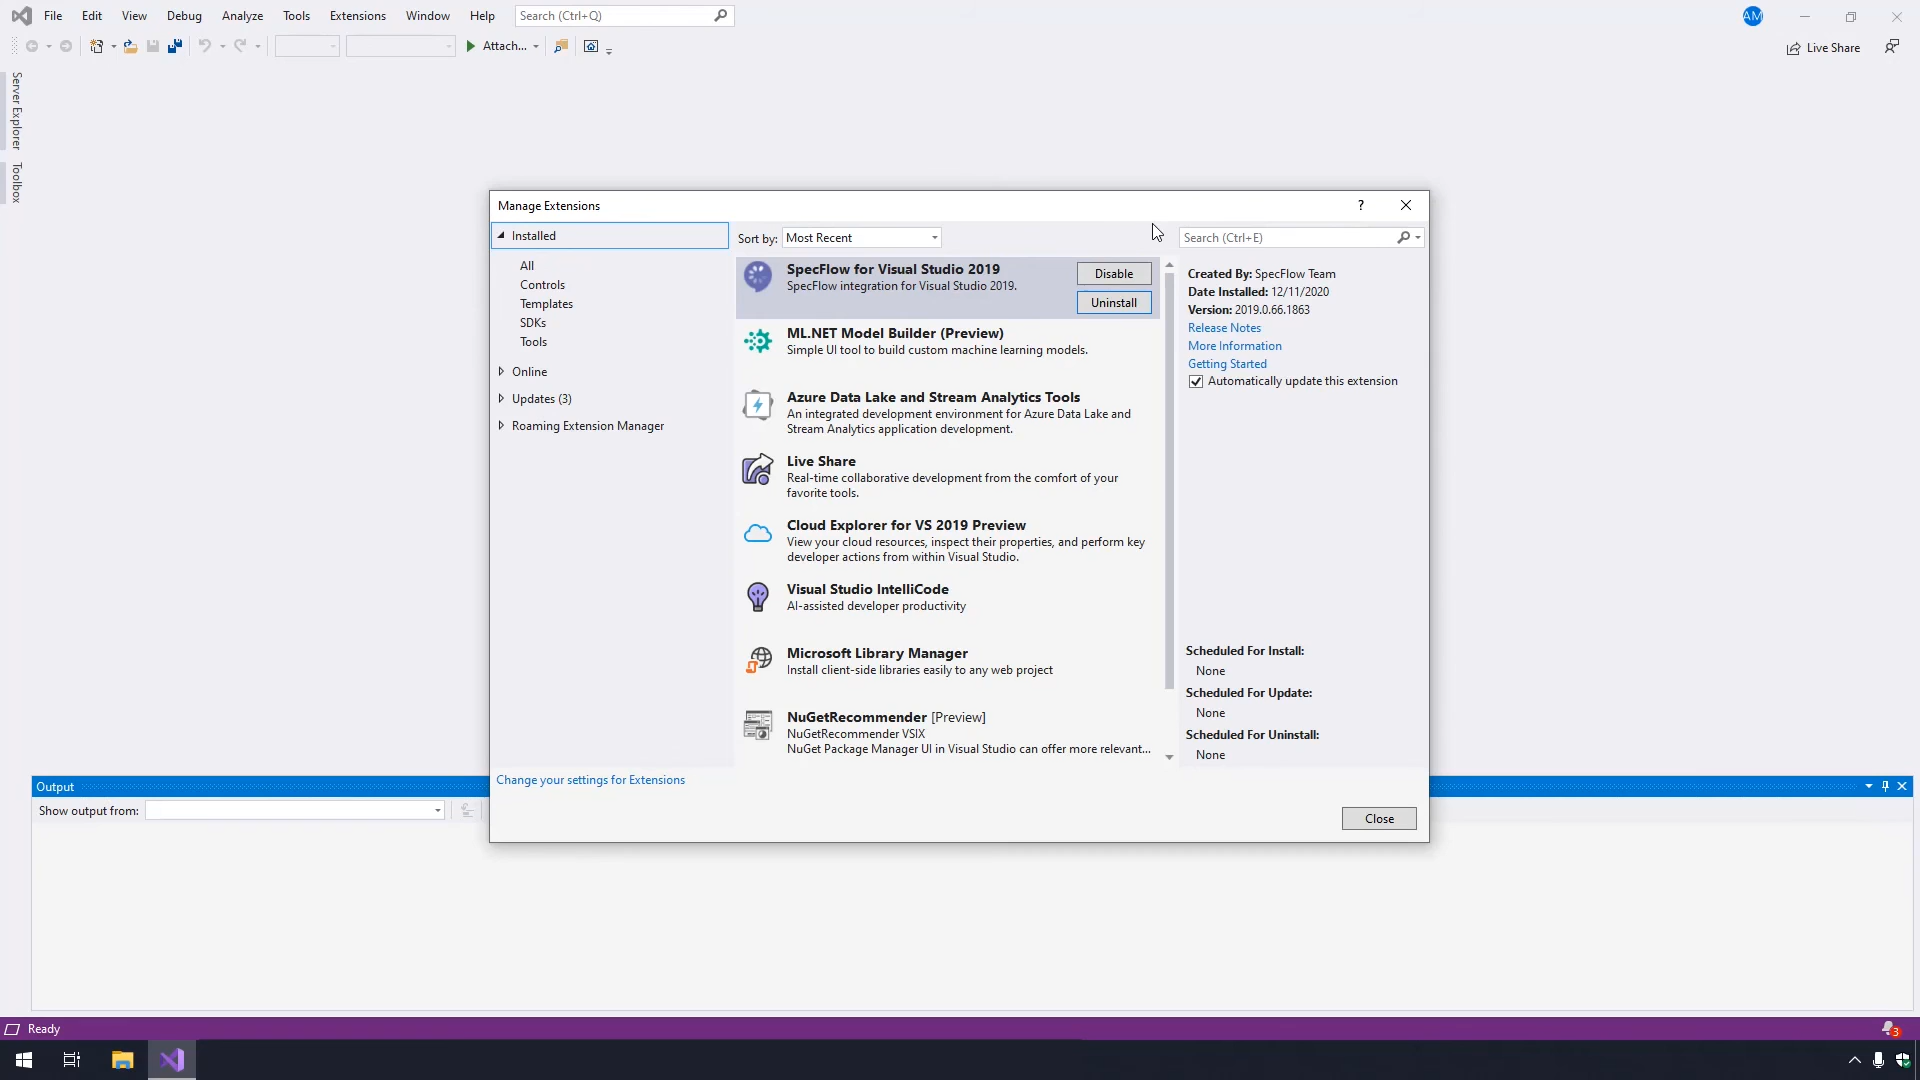 File Edit View Debug Analyze Tools Extensions Window Help Search (Ctrl+Q)
AM
Attach...
Live Share
Server Explorer
Toolbox
Manage Extensions
?
Installed
All
Controls
Templates
SDKs
Tools
Online
Updates (3)
Roaming Extension Manager
Sort by: Most Recent
SpecFlow for Visual Studio 2019
SpecFlow integration for Visual Studio 2019.
Disable
Uninstall
ML.NET Model Builder (Preview)
Simple UI tool to build custom machine learning models.
Azure Data Lake and Stream Analytics Tools
An integrated development environment for Azure Data Lake and
Stream Analytics application development.
Live Share
Real-time collaborative development from the comfort of your
favorite tools.
Cloud Explorer for VS 2019 Preview
View your cloud resources, inspect their properties, and perform key
developer actions from within Visual Studio.
Visual Studio IntelliCode
AI-assisted developer productivity
Microsoft Library Manager
Install client-side libraries easily to any web project
NuGetRecommender [Preview]
NuGetRecommender VSIX
NuGet Package Manager UI in Visual Studio can offer more relevant...
Search (Ctrl+E)
Created By: SpecFlow Team
Date Installed: 12/11/2020
Version: 2019.0.66.1863
Release Notes
More Information
Getting Started
Automatically update this extension
Scheduled For Install:
None
Scheduled For Update:
None
Scheduled For Uninstall:
None
Change your settings for Extensions
Close
Output
Show output from:
Ready
3